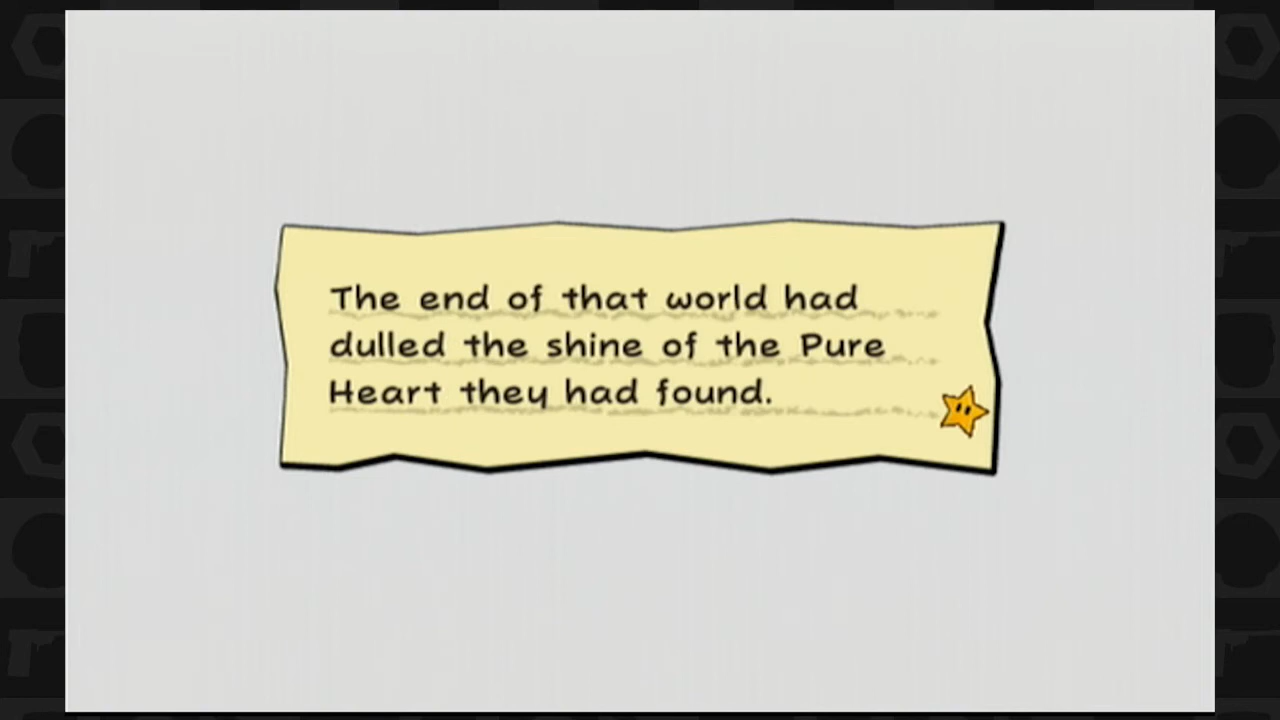 The end of that world had
dulled the shine of the Pure
Heart they had found.